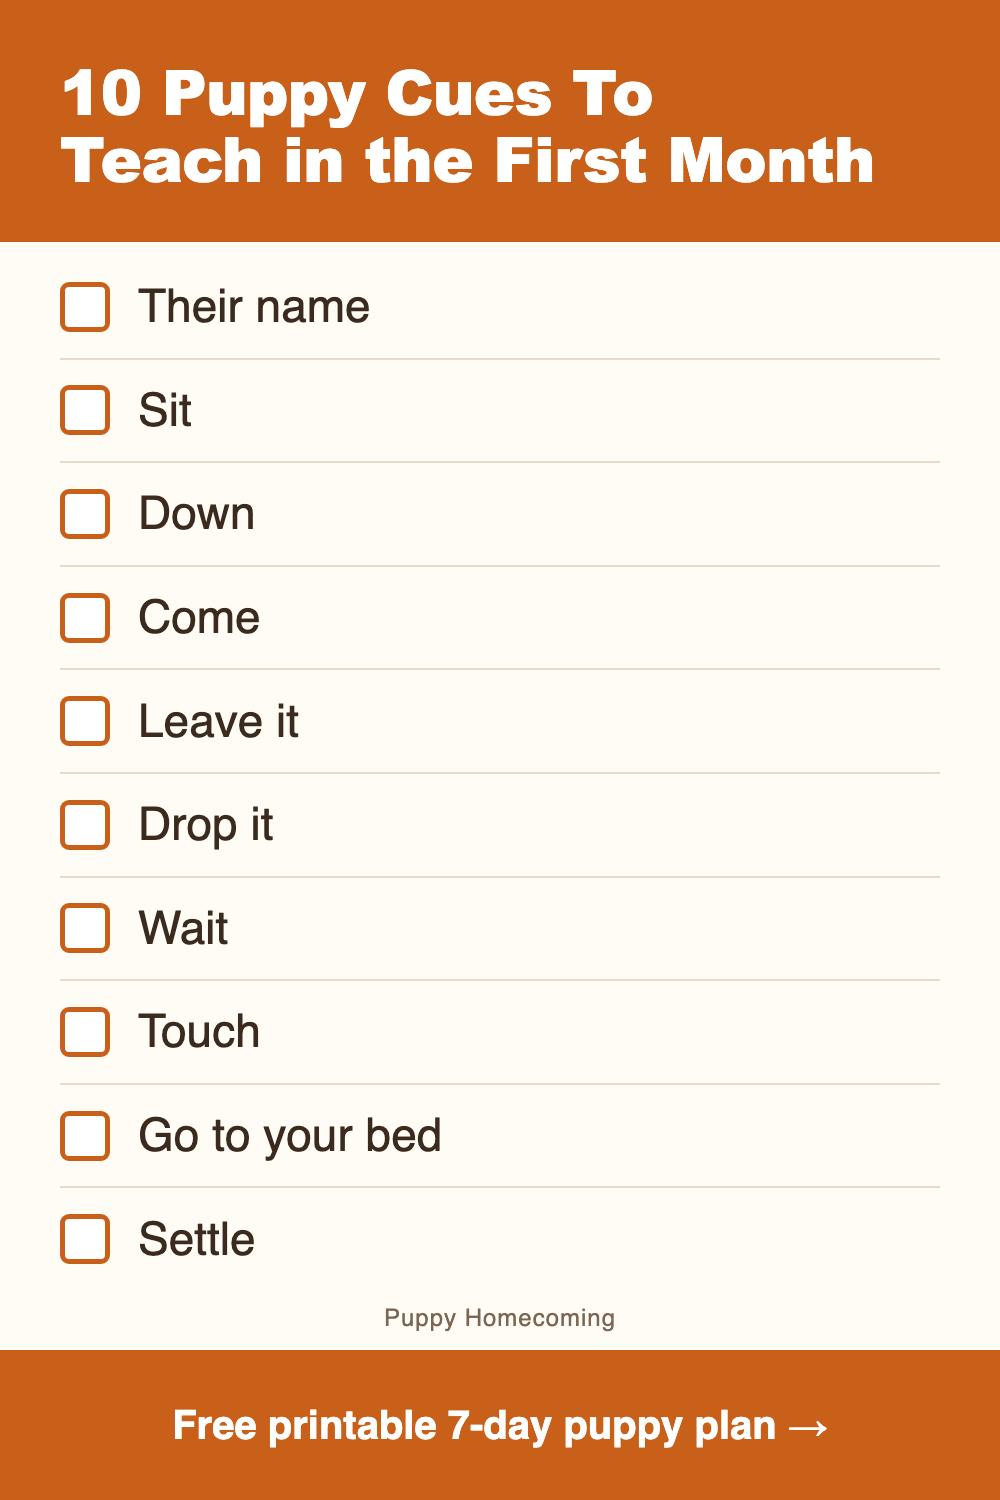 10 Puppy Cues To
Teach in the First Month
Their name
Sit
Down
Come
Leave it
Drop it
Wait
Touch
Go to your bed
Settle
Puppy Homecoming
Free printable 7-day puppy plan →